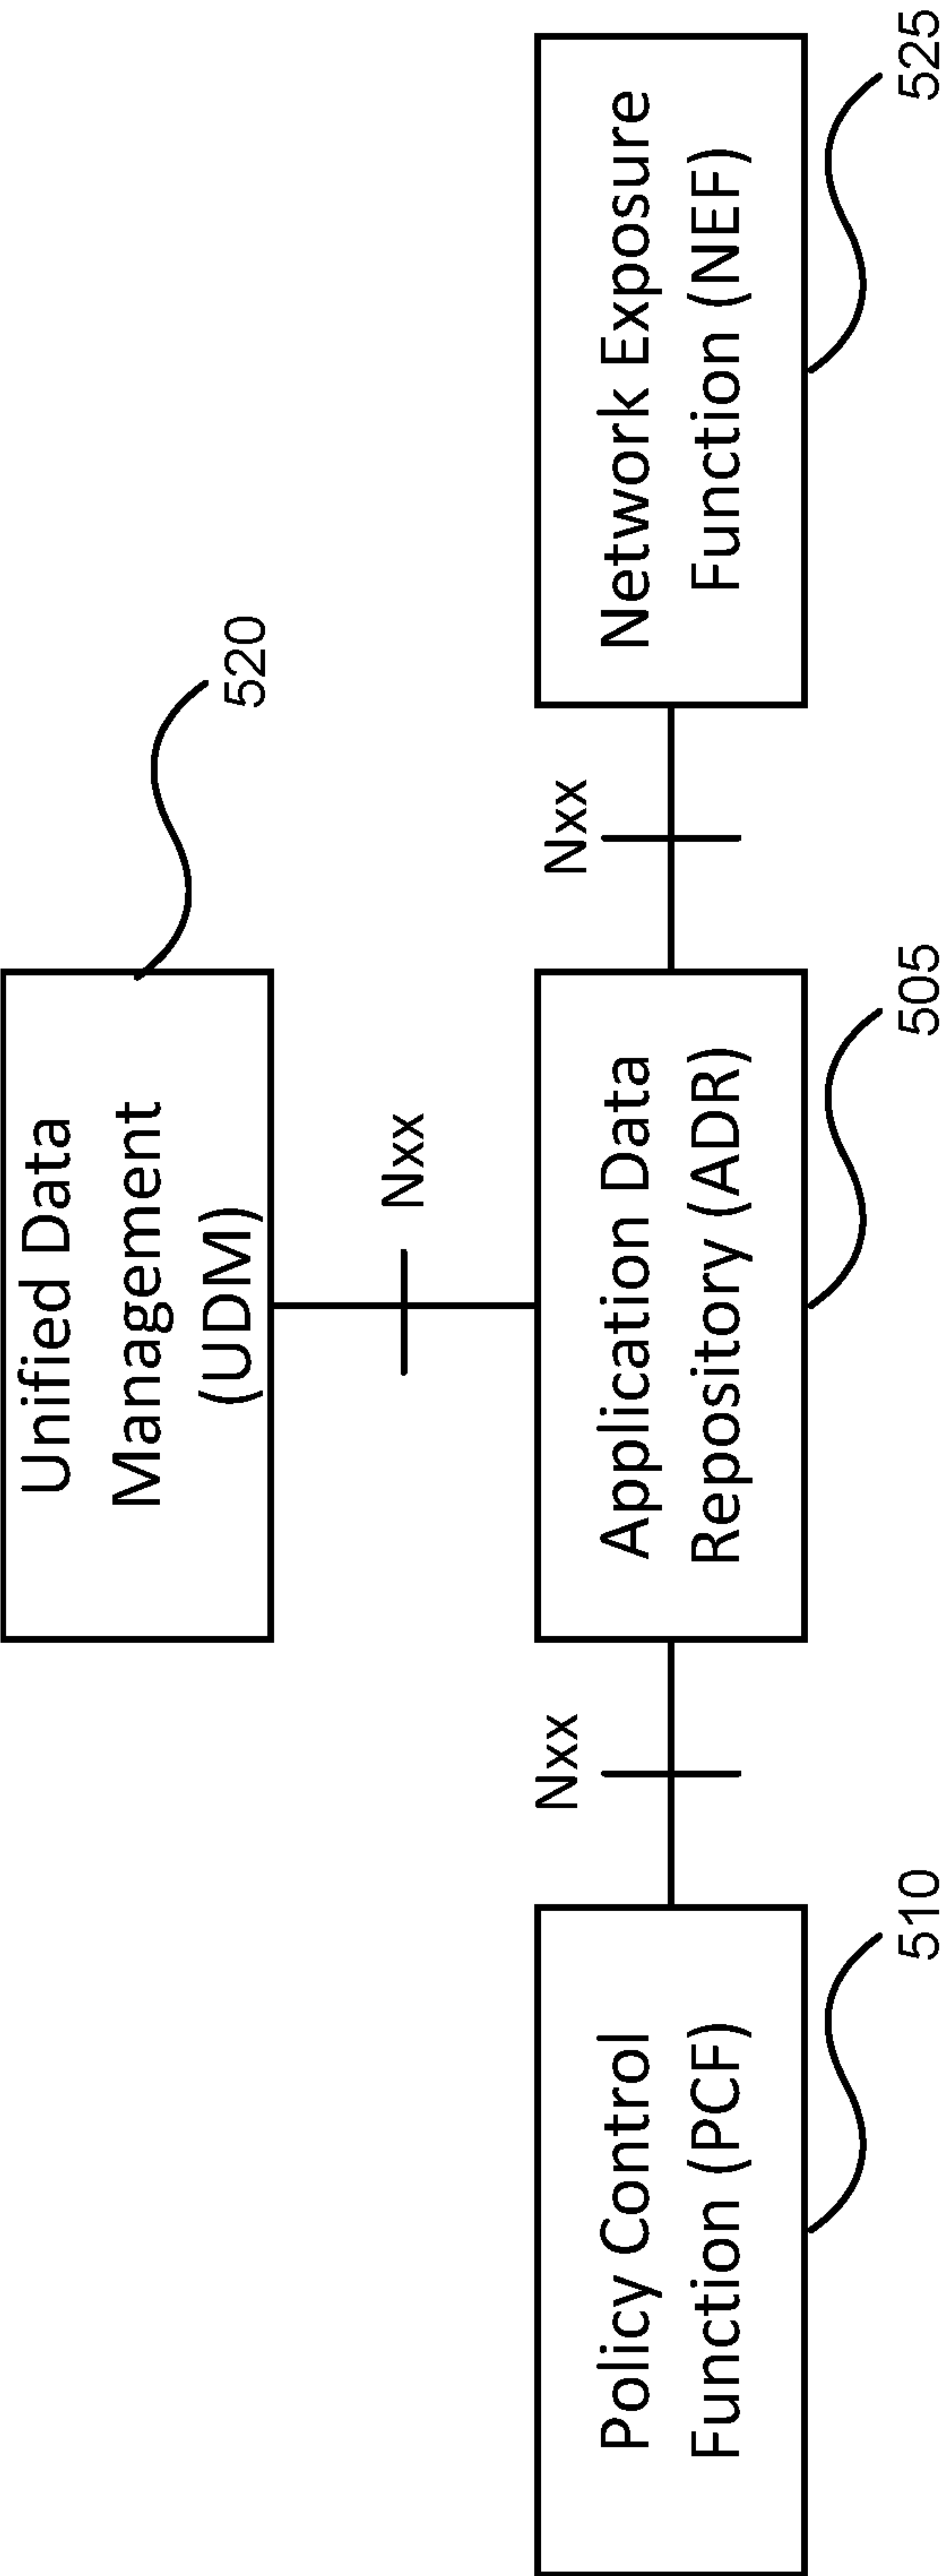 Unified Data
Management
(UDM)
520
Nxx
Policy Control
Function (PCF)
510
Nxx
Application Data
Repository (ADR)
505
Nxx
Network Exposure
Function (NEF)
525